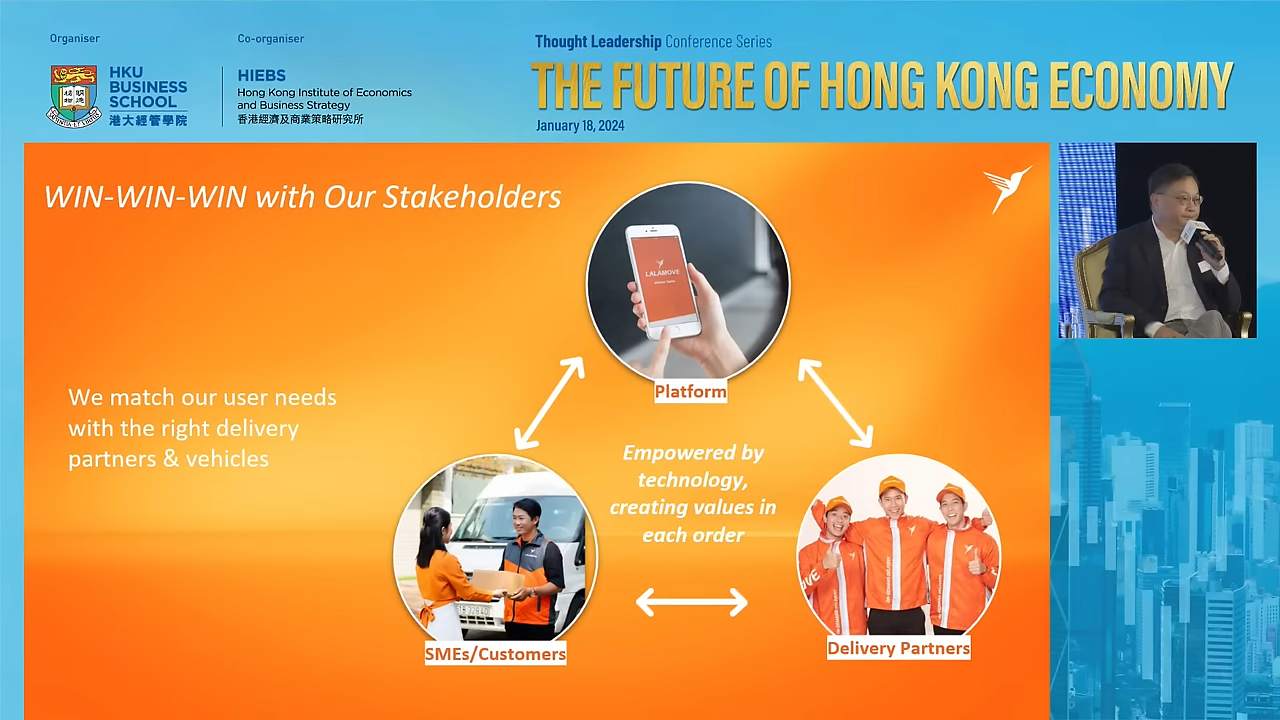 Organiser
Co-organiser
HKU
BUSINESS
SCHOOL
港大經管學院
HIEBS
Hong Kong Institute of Economics
and Business Strategy
香港經濟及商業策略研究所
Thought Leadership Conference Series
THE FUTURE OF HONG KONG ECONOMY
January 18, 2024
WIN-WIN-WIN with Our Stakeholders
LALAMOVE
Platform
We match our user needs
with the right delivery
partners & vehicles
Empowered by
technology,
creating values in
each order
SMEs/Customers
Delivery Partners